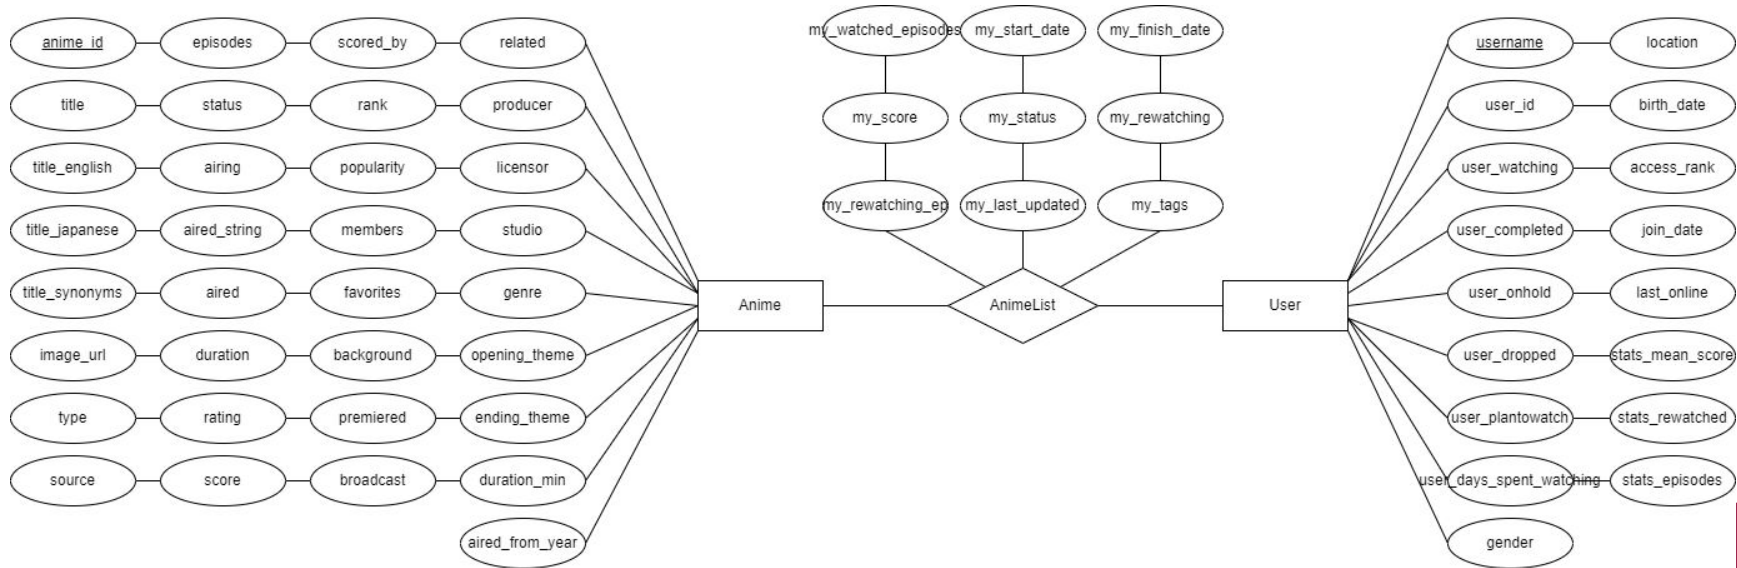 anime_id episodes scored_by related
title status rank producer
title_english airing popularity licensor
title_japanese aired_string members studio
title_synonyms aired favorites genre
image_url duration background opening_theme
type rating premiered ending_theme
source score broadcast duration_min
aired_from_year
Anime
my_watched_episodes my_start_date my_finish_date
my_score my_status my_rewatching
my_rewatching_ep my_last_updated my_tags
AnimeList
User
username location
user_id birth_date
user_watching access_rank
user_completed join_date
user_onhold last_online
user_dropped stats_mean_score
user_plantowatch stats_rewatched
user_days_spent_watching stats_episodes
gender